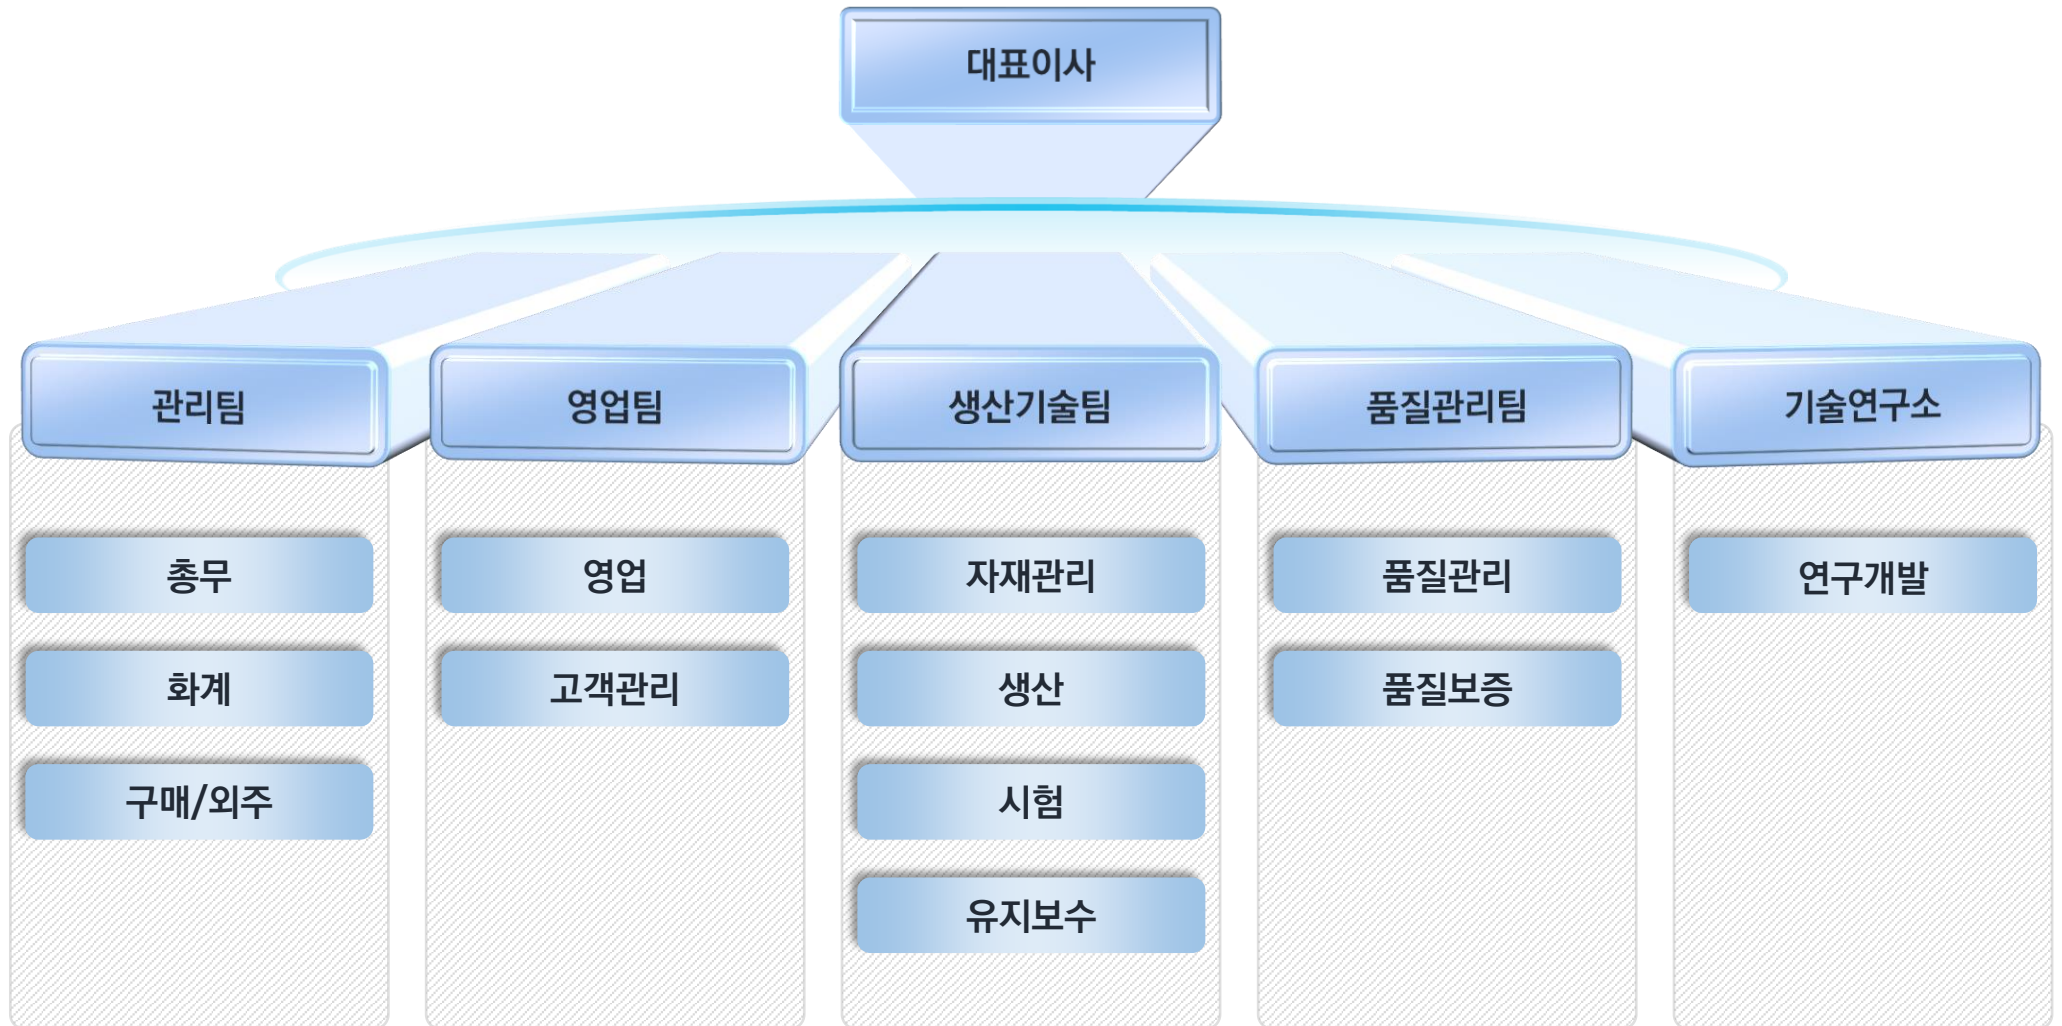 대표이사
관리팀
영업팀
생산기술팀
품질관리팀
기술연구소
총무
화계
구매/외주
영업
고객관리
자재관리
생산
시험
유지보수
품질관리
품질보증
연구개발